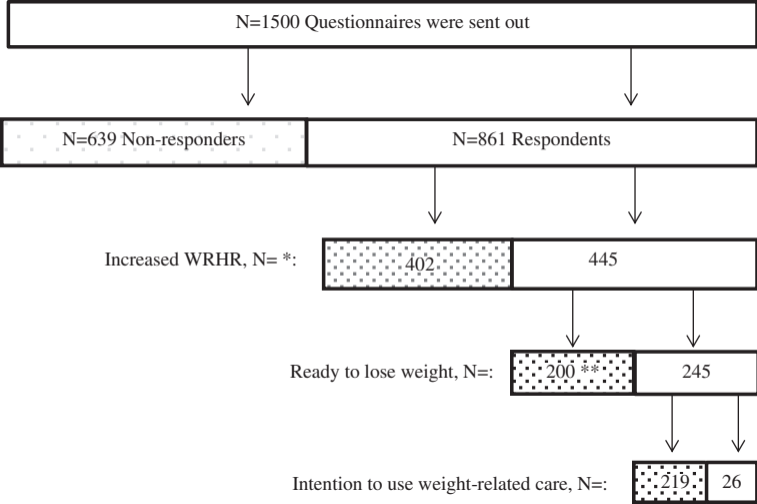 N=1500 Questionnaires were sent out
N=639 Non-responders N=861 Respondents
Increased WRHR, N= *: 402 445
Ready to lose weight, N=: 200 ** 245
Intention to use weight-related care, N=: 219 26